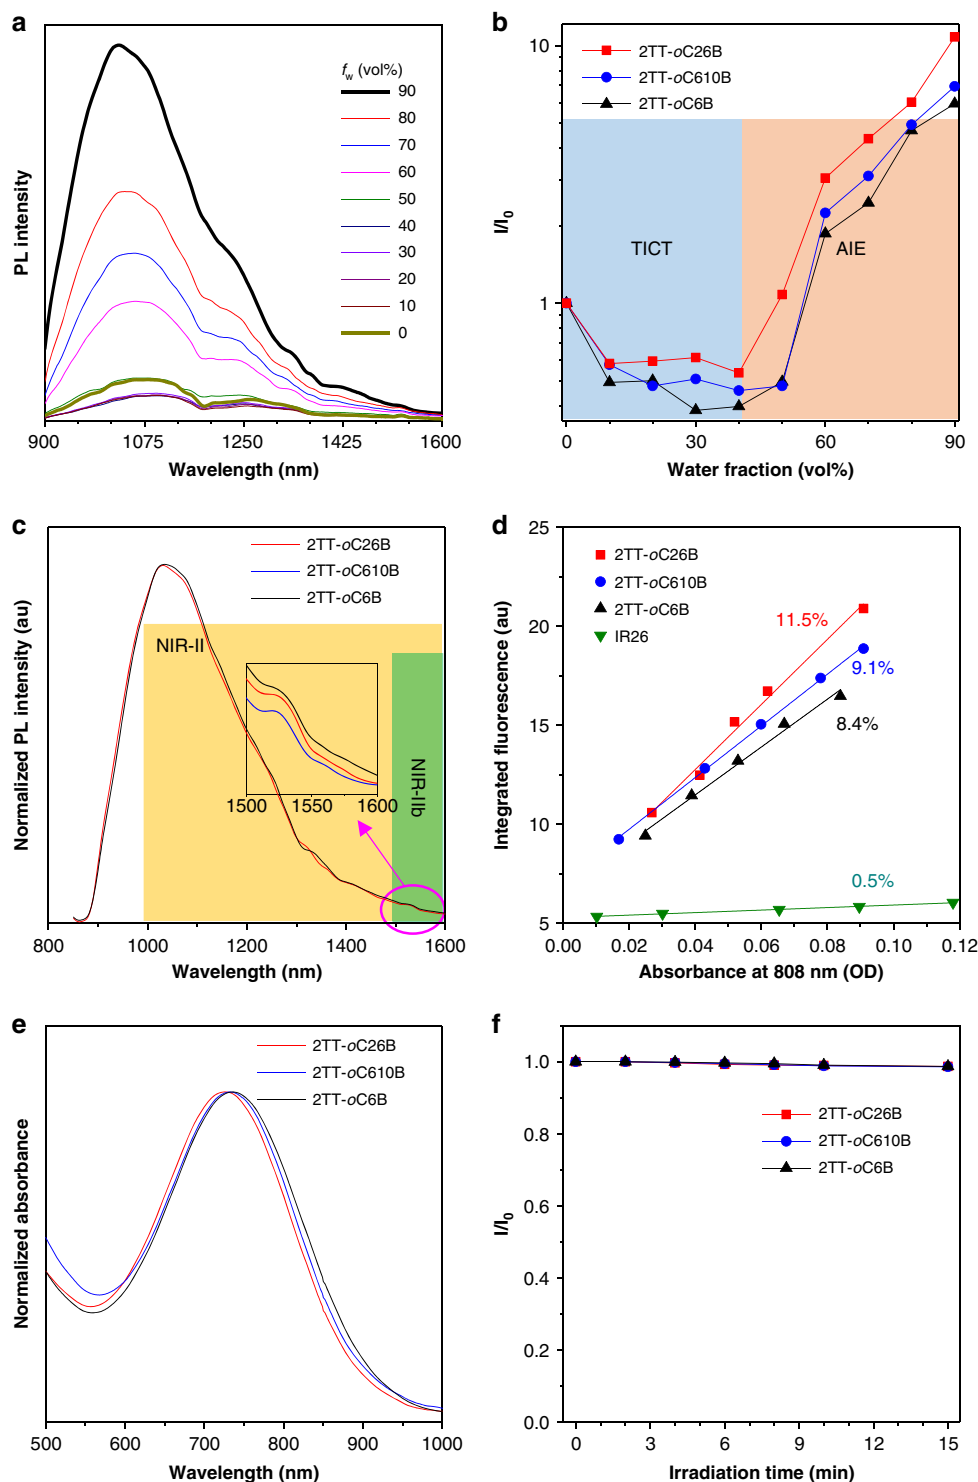 a
PL intensity
f_w (vol%)
90
80
70
60
50
40
30
20
10
0
900 1075 1250 1425 1600
Wavelength (nm)
b
I/I0
10
1
2TT-oC26B
2TT-oC610B
2TT-oC6B
TICT
AIE
0 30 60 90
Water fraction (vol%)
c
Normalized PL intensity (au)
2TT-oC26B
2TT-oC610B
2TT-oC6B
NIR-II
NIR-IIb
1500 1550 1600
800 1000 1200 1400 1600
Wavelength (nm)
d
Integrated fluorescence (au)
25
20
15
10
5
2TT-oC26B
2TT-oC610B
2TT-oC6B
IR26
11.5%
9.1%
8.4%
0.5%
0.00 0.02 0.04 0.06 0.08 0.10 0.12
Absorbance at 808 nm (OD)
e
Normalized absorbance
2TT-oC26B
2TT-oC610B
2TT-oC6B
500 600 700 800 900 1000
Wavelength (nm)
f
I/I0
1.0
0.8
0.6
0.4
0.2
0.0
2TT-oC26B
2TT-oC610B
2TT-oC6B
0 3 6 9 12 15
Irradiation time (min)